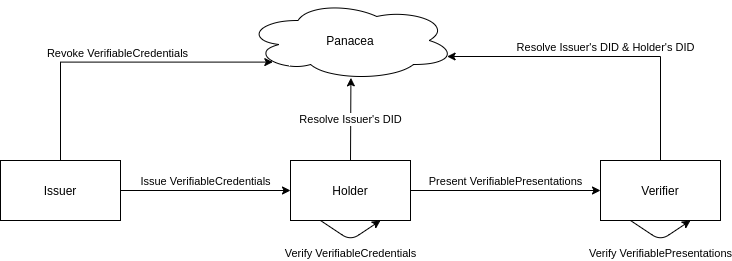 Panacea
Revoke VerifiableCredentials
Resolve Issuer's DID & Holder's DID
Resolve Issuer's DID
Issuer
Issue VerifiableCredentials
Holder
Present VerifiablePresentations
Verifier
Verify VerifiableCredentials
Verify VerifiablePresentations